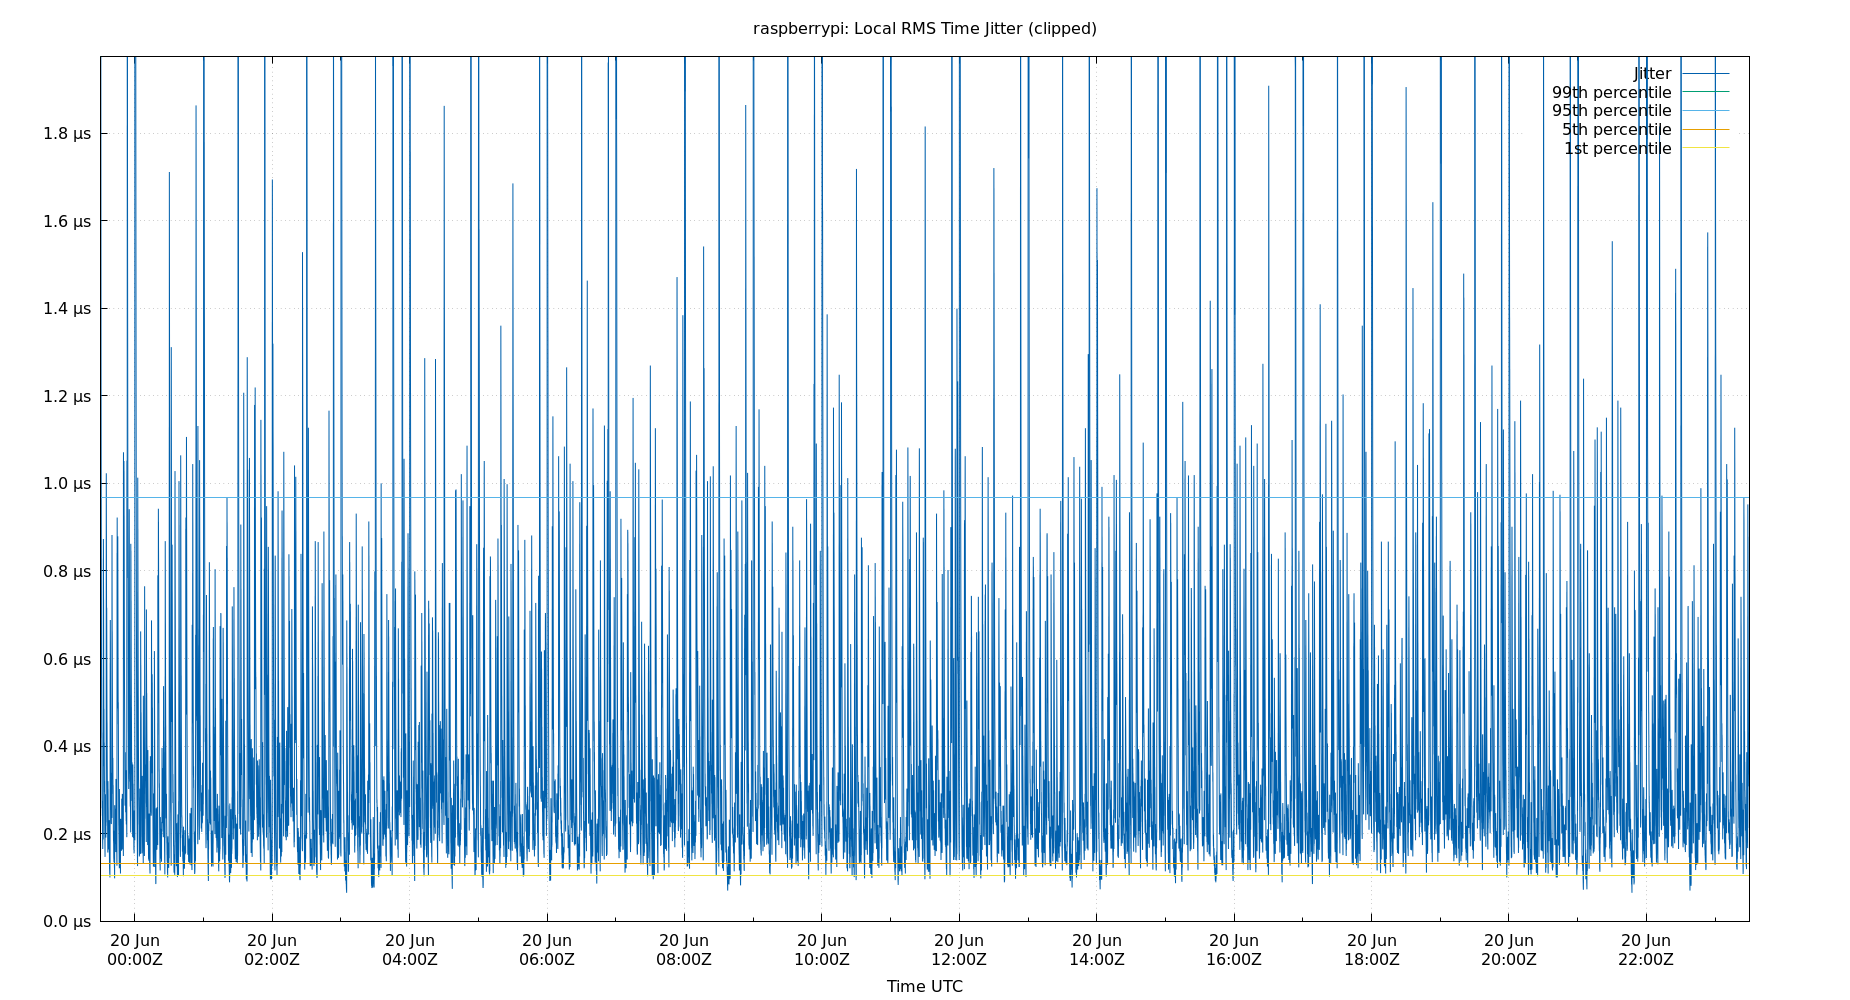 raspberrypi: Local RMS Time Jitter (clipped)
Jitter
99th percentile
95th percentile
5th percentile
1st percentile
1.8 µs
1.6 µs
1.4 µs
1.2 µs
1.0 µs
0.8 µs
0.6 µs
0.4 µs
0.2 µs
0.0 µs
20 Jun 20 Jun 20 Jun 20 Jun 20 Jun 20 Jun 20 Jun 20 Jun 20 Jun 20 Jun 20 Jun 20 Jun
00:00Z 02:00Z 04:00Z 06:00Z 08:00Z 10:00Z 12:00Z 14:00Z 16:00Z 18:00Z 20:00Z 22:00Z
Time UTC